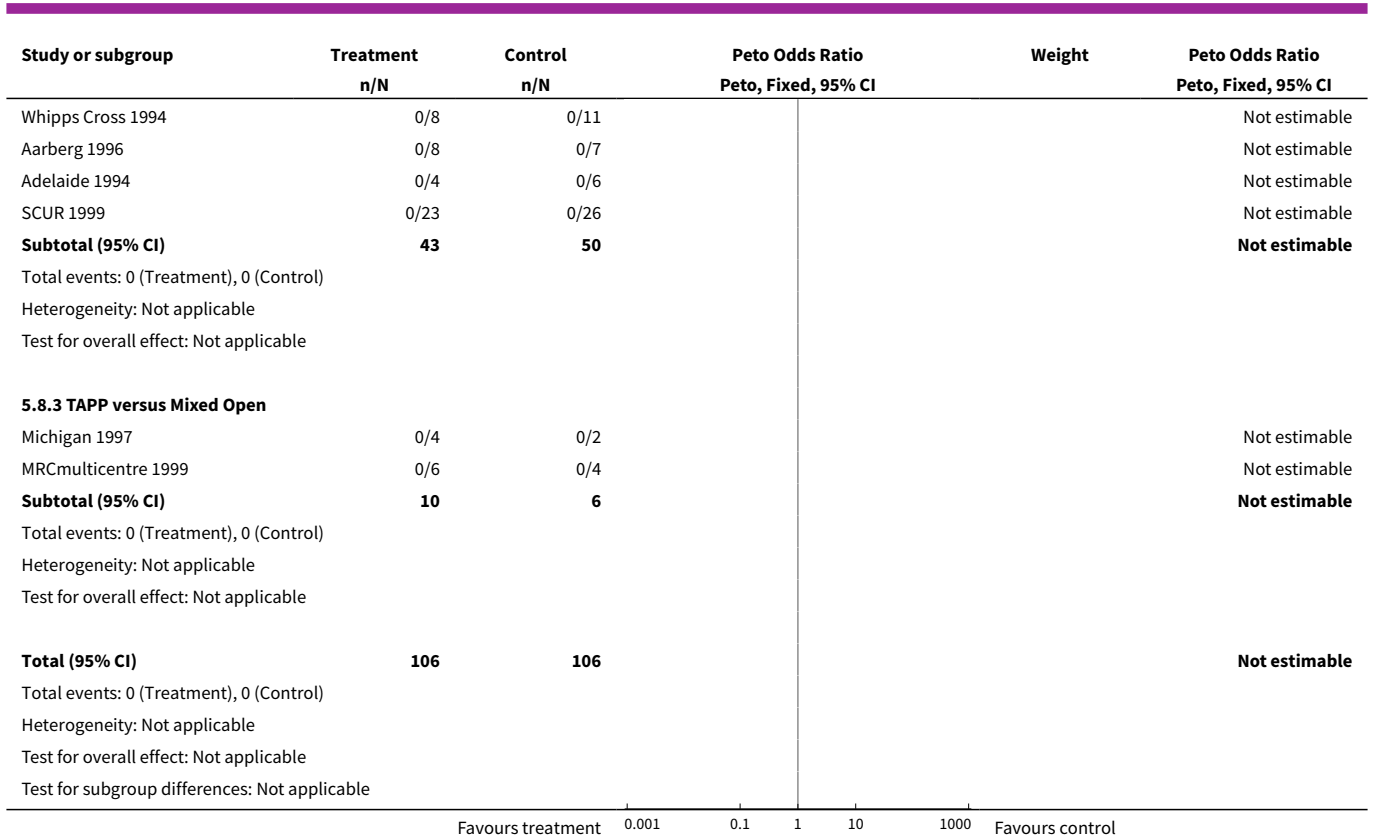 Study or subgroup Treatment Control Peto Odds Ratio Weight Peto Odds Ratio
n/N n/N Peto, Fixed, 95% CI Peto, Fixed, 95% CI
Whipps Cross 1994 0/8 0/11 Not estimable
Aarberg 1996 0/8 0/7 Not estimable
Adelaide 1994 0/4 0/6 Not estimable
SCUR 1999 0/23 0/26 Not estimable
Subtotal (95% CI) 43 50 Not estimable
Total events: 0 (Treatment), 0 (Control)
Heterogeneity: Not applicable
Test for overall effect: Not applicable
5.8.3 TAPP versus Mixed Open
Michigan 1997 0/4 0/2 Not estimable
MRCmulticentre 1999 0/6 0/4 Not estimable
Subtotal (95% CI) 10 6 Not estimable
Total events: 0 (Treatment), 0 (Control)
Heterogeneity: Not applicable
Test for overall effect: Not applicable
Total (95% CI) 106 106 Not estimable
Total events: 0 (Treatment), 0 (Control)
Heterogeneity: Not applicable
Test for overall effect: Not applicable
Test for subgroup differences: Not applicable
Favours treatment 0.001 0.1 1 10 1000 Favours control